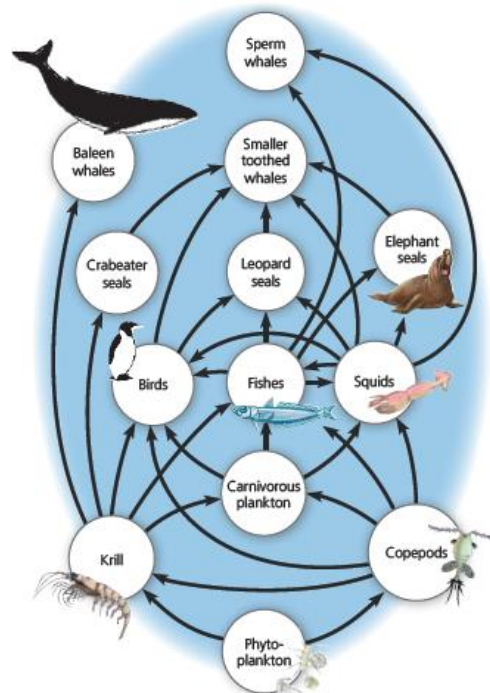 Sperm
whales
Baleen
whales
Smaller
toothed
whales
Crabeater
seals
Leopard
seals
Elephant
seals
Birds
Fishes
Squids
Carnivorous
plankton
Krill
Copepods
Phyto-
plankton